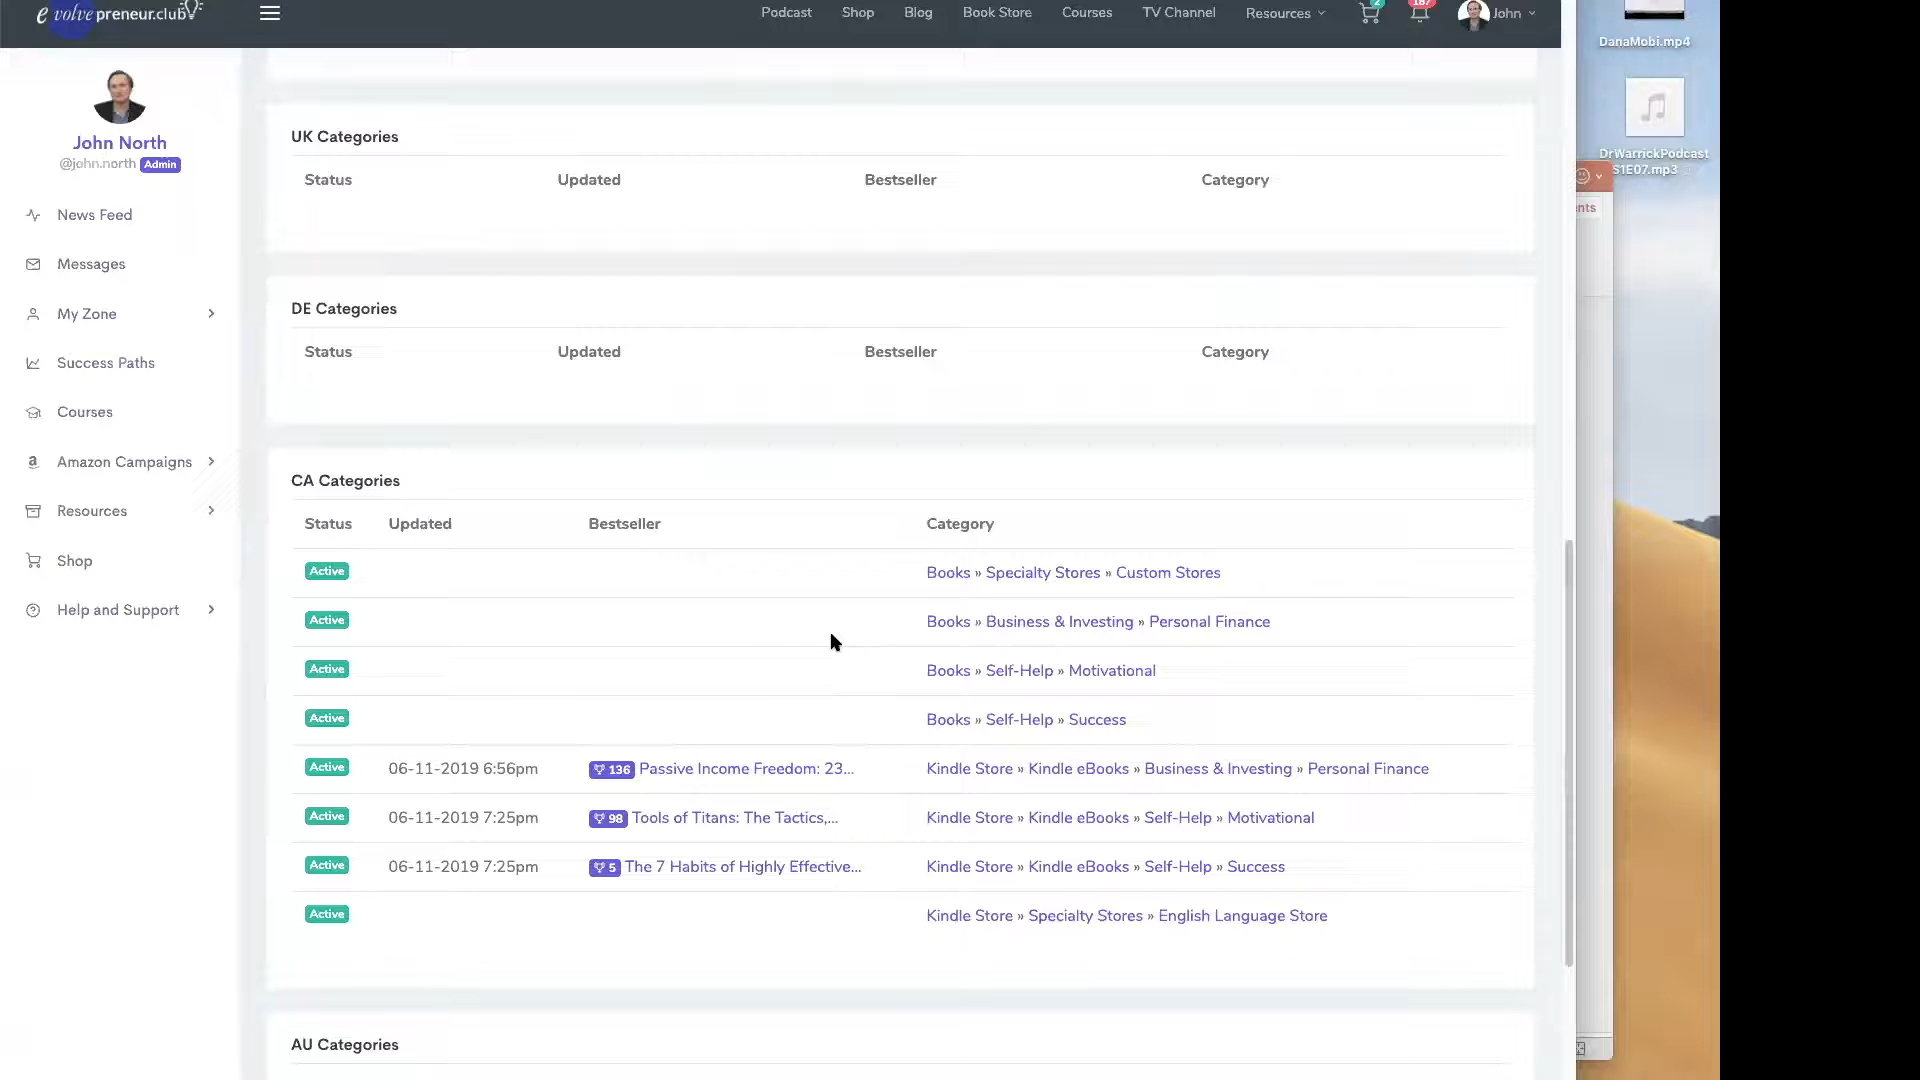 evolvepreneur.club
Podcast Shop Blog Book Store Courses TV Channel Resources 2 187 John
DanaMobi.mp4
John North
@john.north Admin
News Feed
Messages
My Zone
Success Paths
Courses
a Amazon Campaigns
Resources
Shop
Help and Support
UK Categories
Status Updated Bestseller Category
DE Categories
Status Updated Bestseller Category
CA Categories
Status Updated Bestseller Category
Active Books » Specialty Stores » Custom Stores
Active Books » Business & Investing » Personal Finance
Active Books » Self-Help » Motivational
Active Books » Self-Help » Success
Active 06-11-2019 6:56pm 136 Passive Income Freedom: 23... Kindle Store » Kindle eBooks » Business & Investing » Personal Finance
Active 06-11-2019 7:25pm 98 Tools of Titans: The Tactics,... Kindle Store » Kindle eBooks » Self-Help » Motivational
Active 06-11-2019 7:25pm 5 The 7 Habits of Highly Effective... Kindle Store » Kindle eBooks » Self-Help » Success
Active Kindle Store » Specialty Stores » English Language Store
AU Categories
DrWarrickPodcast
S1E07.mp3